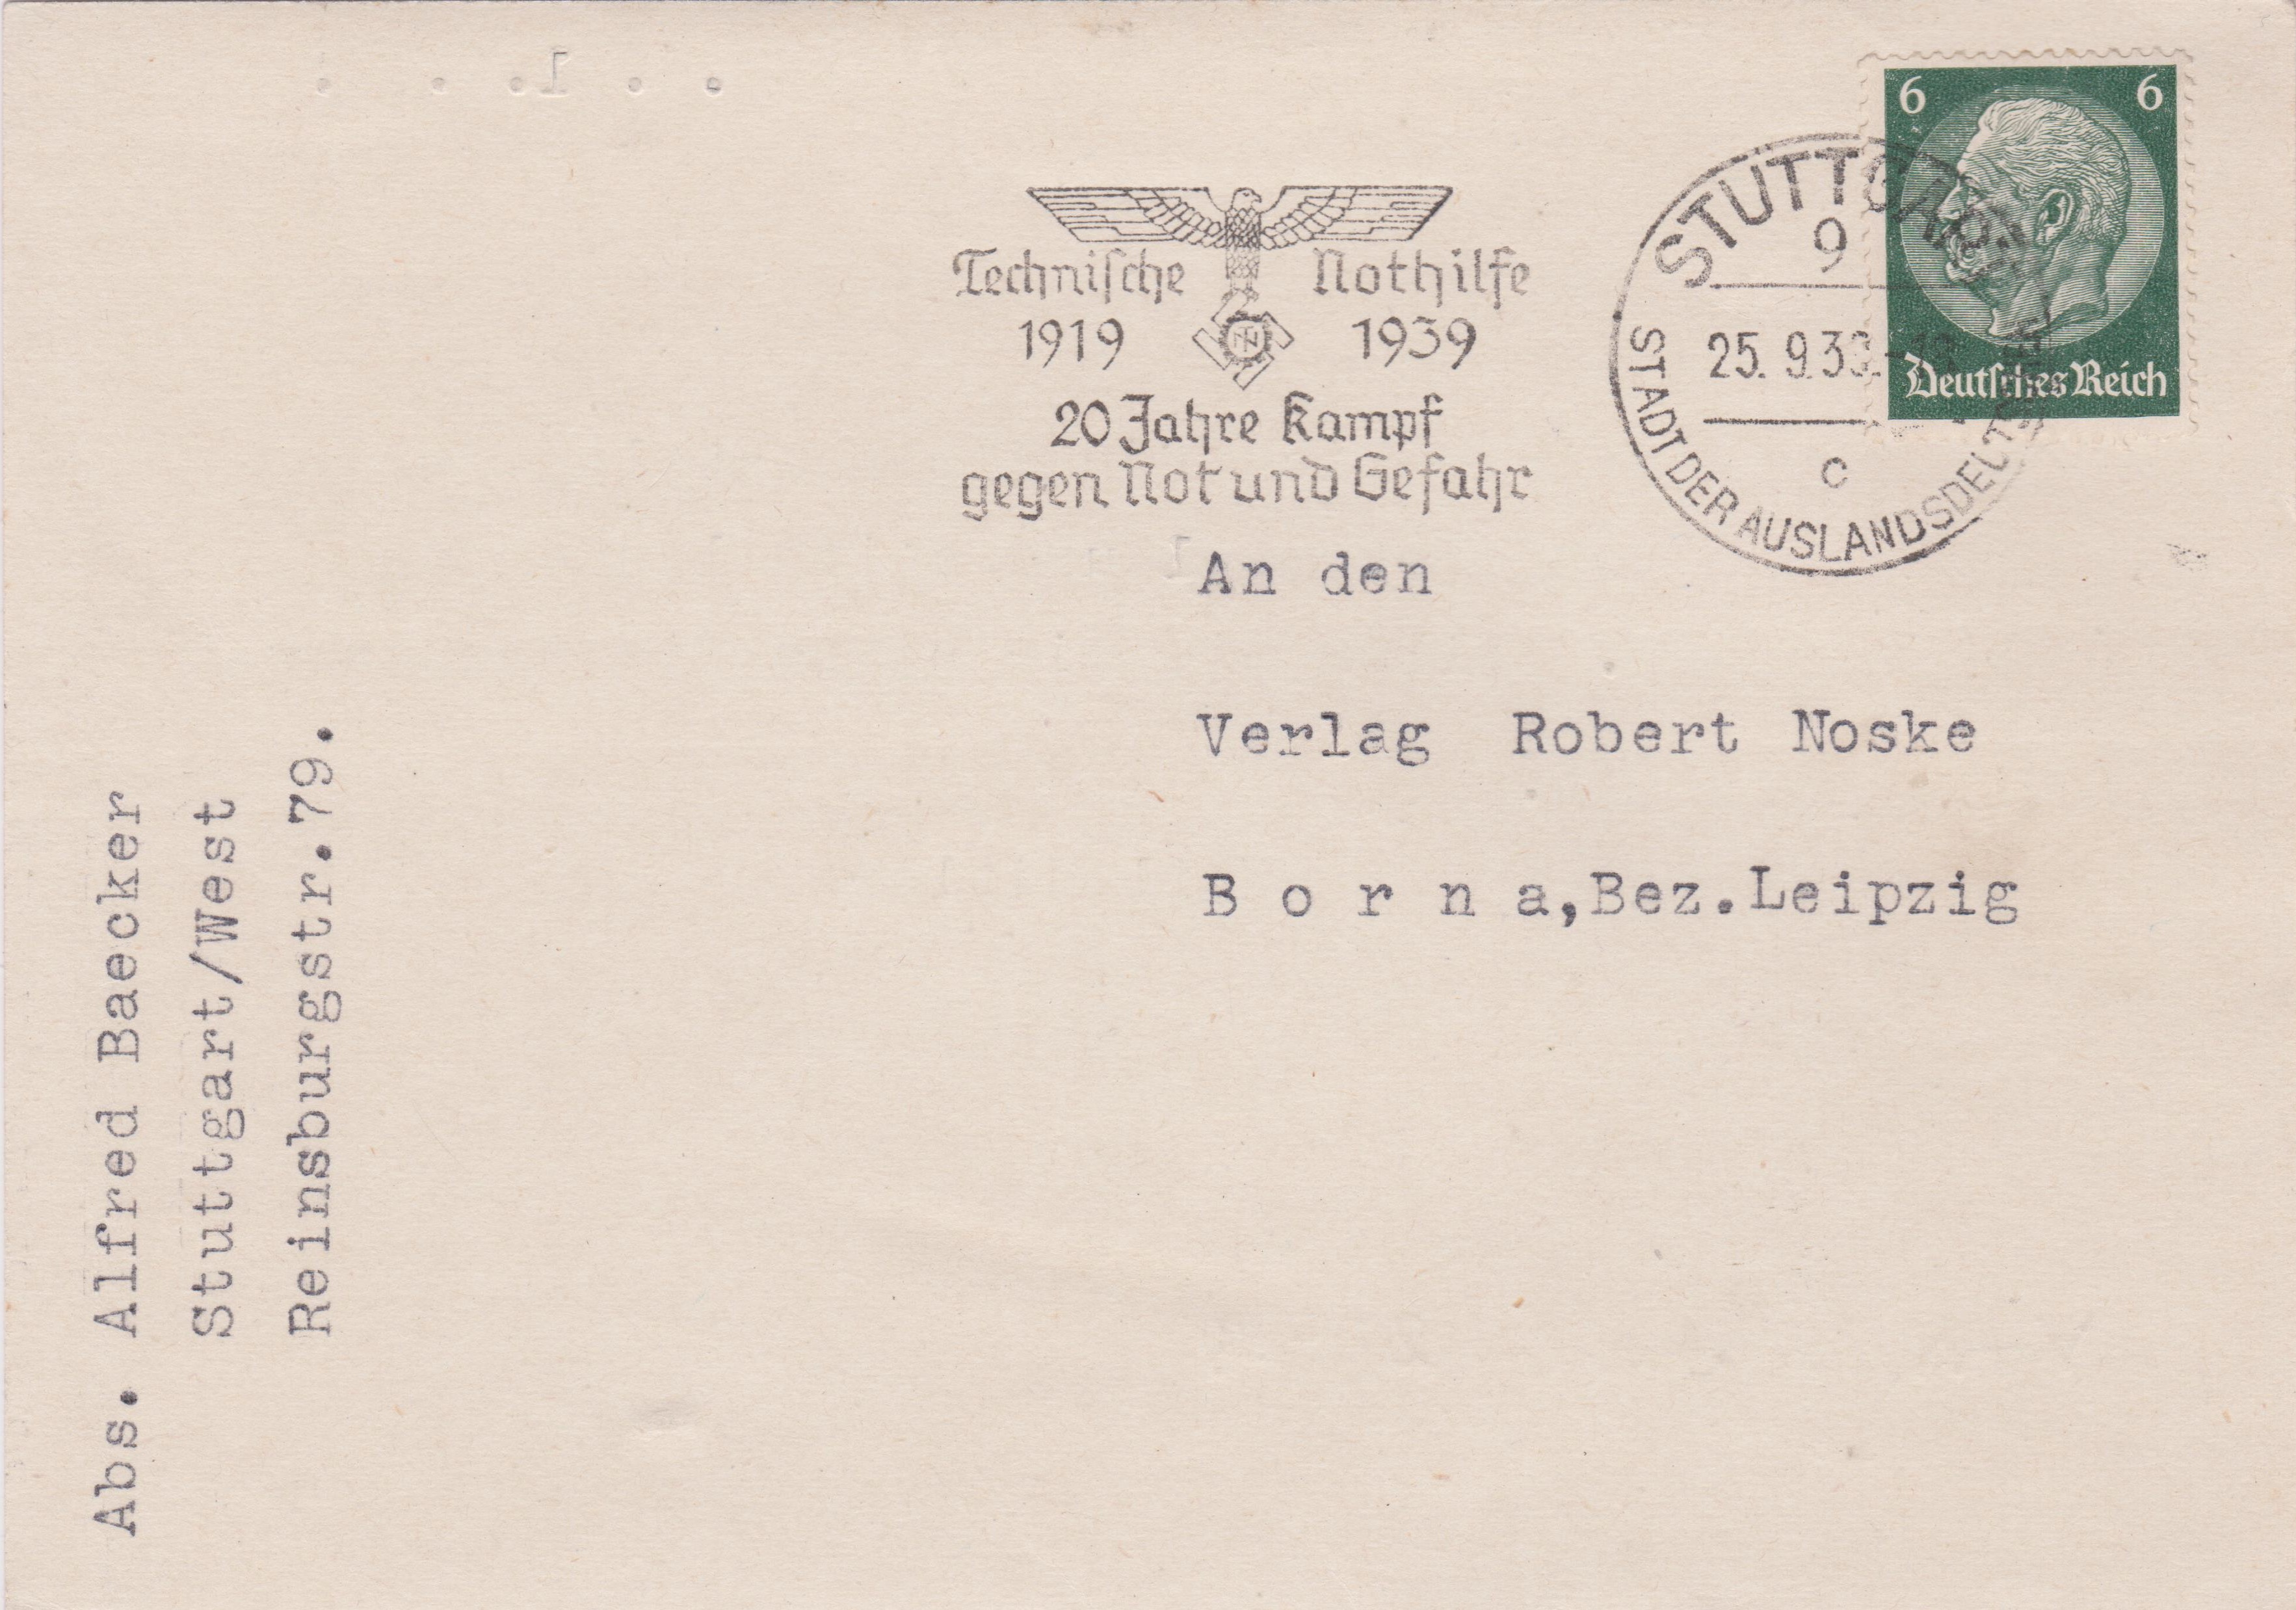 6 6
Deutsches Reich
STUTTGART
9
25.9.39.-18
c
STADT DER AUSLANDSDEUTSCHEN
Technische Nothilfe
1919 1939
20 Jahre Kampf
gegen Not und Gefahr
An den
Verlag Robert Noske
B o r n a,Bez.Leipzig
Abs. Alfred Baecker
Stuttgart/West
Reinsburgstr.79.